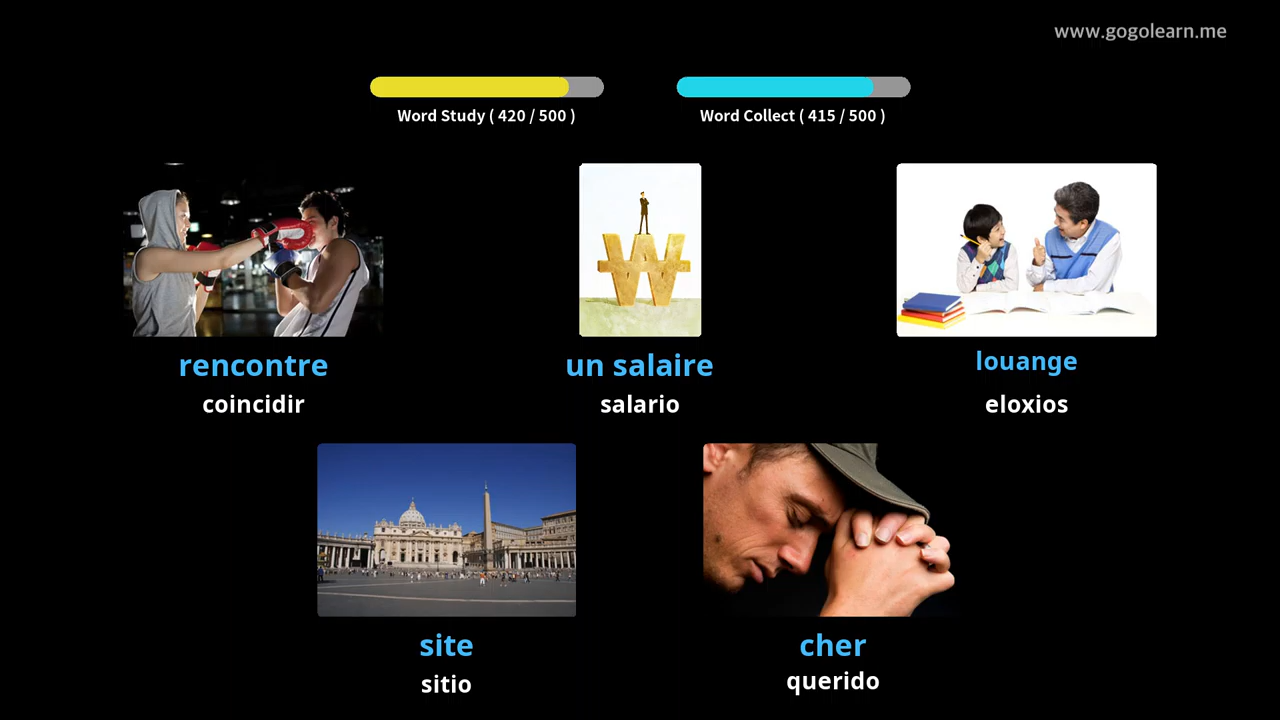 www.gogolearn.me
Word Study ( 420 / 500 )
Word Collect ( 415 / 500 )
rencontre
un salaire
louange
coincidir
salario
eloxios
site
cher
sitio
querido